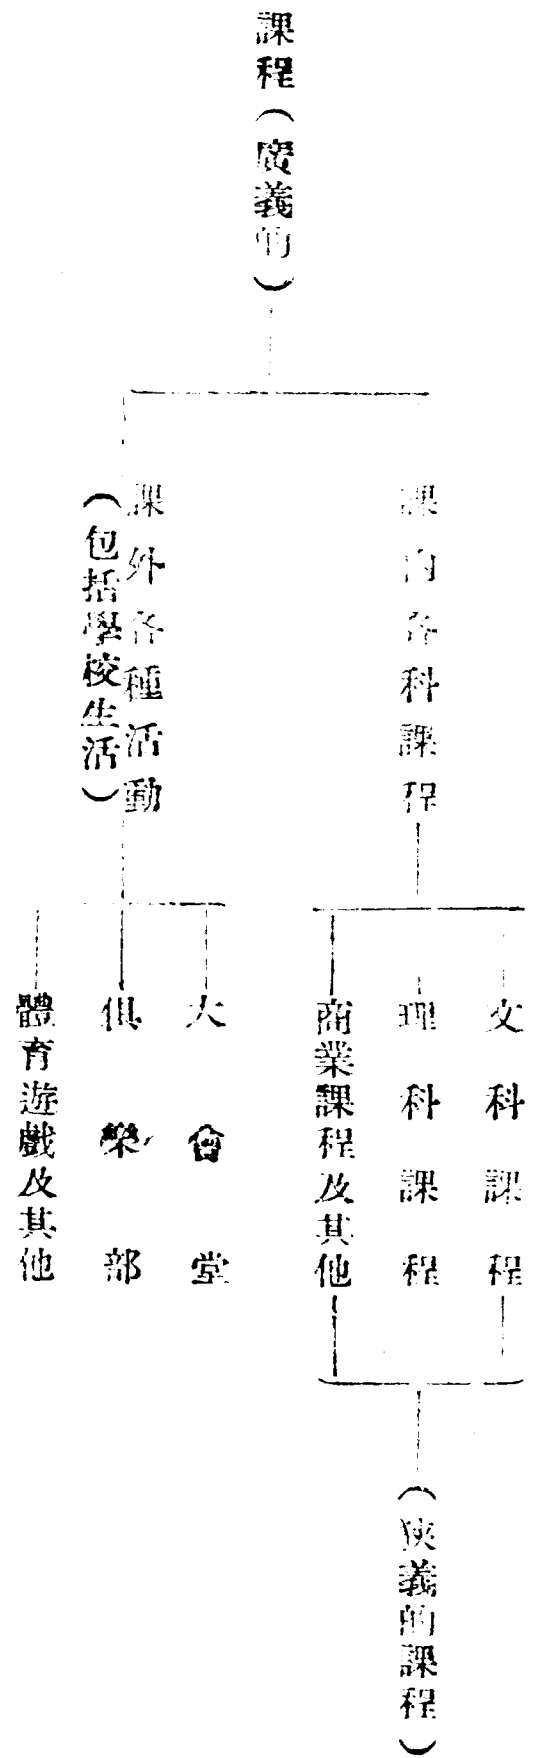 課程（廣義的）
課內各科課程
文科課程
理科課程
商業課程及其他
（狹義的課程）
課外各種活動
（包括學校生活）
大會堂
俱樂部
體育遊戲及其他